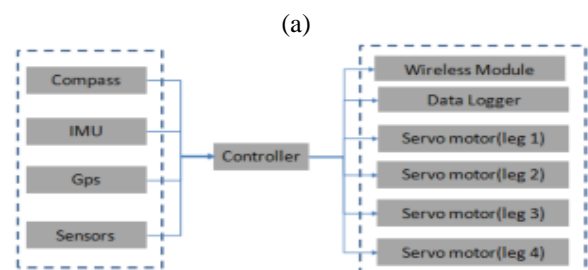 (a)
Compass
IMU
Gps
Sensors
Controller
Wireless Module
Data Logger
Servo motor(leg 1)
Servo motor(leg 2)
Servo motor(leg 3)
Servo motor(leg 4)